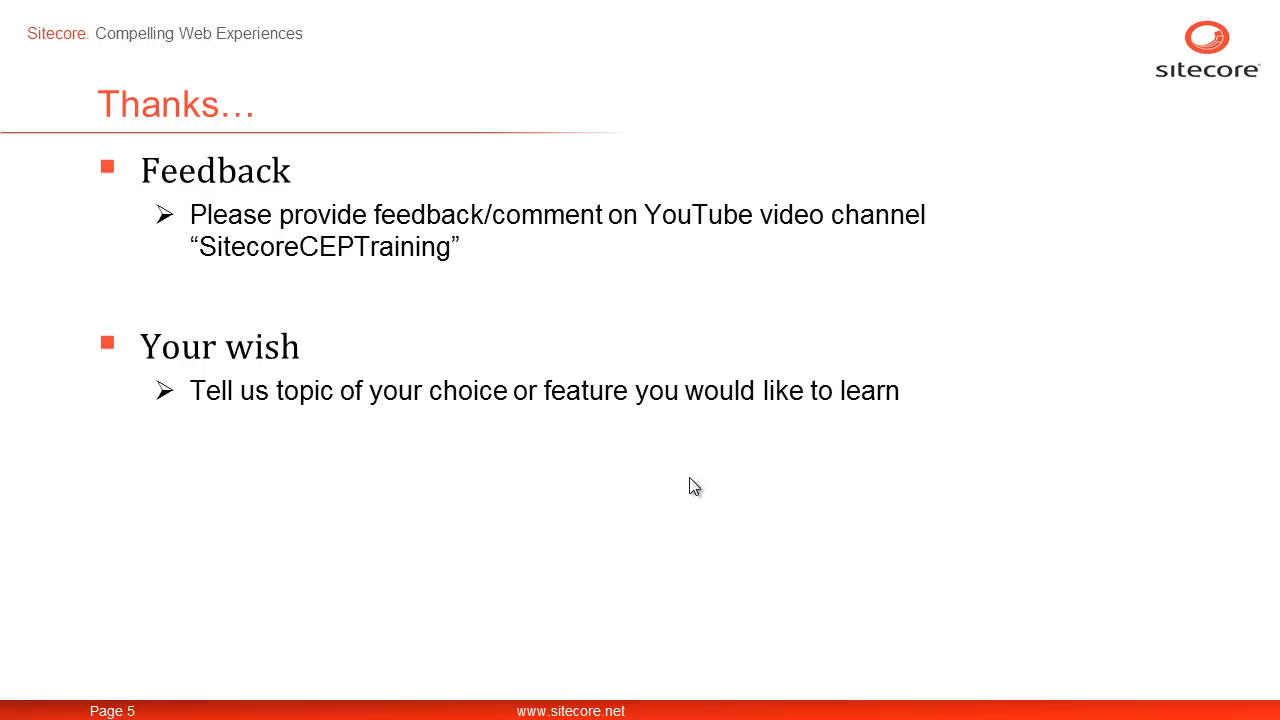 Sitecore. Compelling Web Experiences
sitecore
Thanks…
Feedback
Please provide feedback/comment on YouTube video channel
“SitecoreCEPTraining”
Your wish
Tell us topic of your choice or feature you would like to learn
Page 5
www.sitecore.net